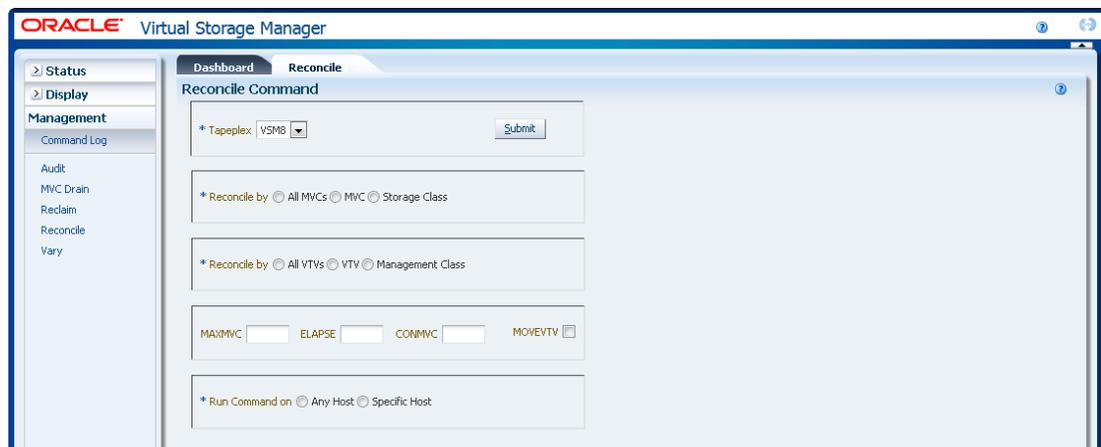 ORACLE Virtual Storage Manager
Status
Display
Management
Command Log
Audit
MVC Drain
Reclaim
Reconcile
Vary
Dashboard Reconcile
Reconcile Command
* Tapeplex VSM8 Submit
* Reconcile by All MVCs MVC Storage Class
* Reconcile by All VTVs VTV Management Class
MAXMVC ELAPSE CONMVC MOVEVTV
* Run Command on Any Host Specific Host